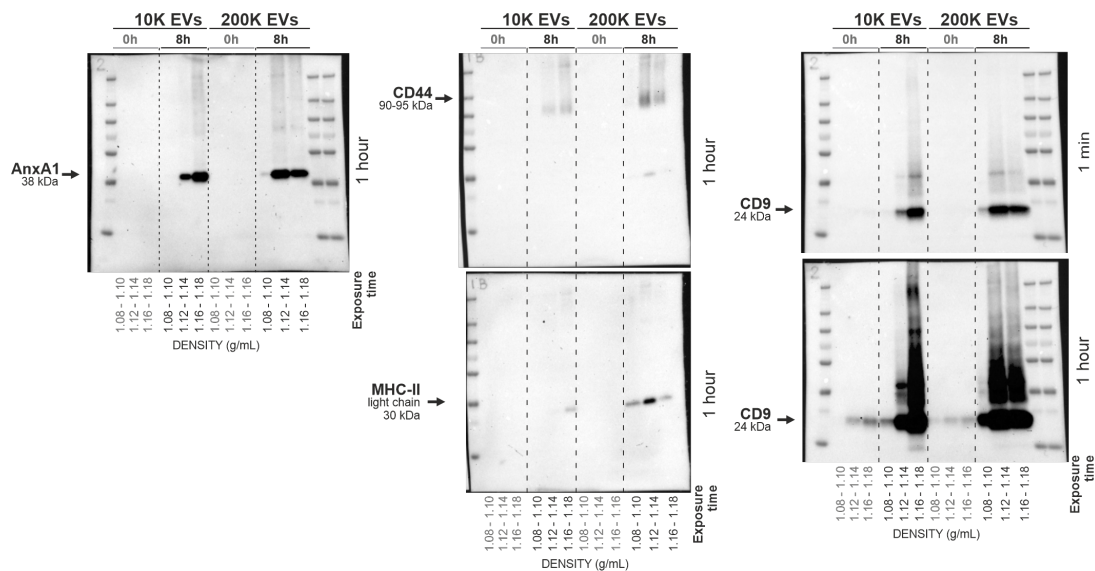 10K EVs 200K EVs
0h 8h 0h 8h
2
AnxA1
38 kDa
1 hour
1.08 - 1.10
1.12 - 1.14
1.16 - 1.18
1.08 - 1.10
1.12 - 1.14
1.16 - 1.18
1.08 - 1.10
1.12 - 1.14
1.16 - 1.16
1.08 - 1.10
1.12 - 1.14
1.16 - 1.18
Exposure
time
DENSITY (g/mL)
10K EVs 200K EVs
0h 8h 0h 8h
1B
CD44
90-95 kDa
1 hour
1B
MHC-II
light chain
30 kDa
1 hour
1.08 - 1.10
1.12 - 1.14
1.16 - 1.18
1.08 - 1.10
1.12 - 1.14
1.16 - 1.18
1.08 - 1.10
1.12 - 1.14
1.16 - 1.16
1.08 - 1.10
1.12 - 1.14
1.16 - 1.18
Exposure
time
DENSITY (g/mL)
10K EVs 200K EVs
0h 8h 0h 8h
2
CD9
24 kDa
1 min
2
CD9
24 kDa
1 hour
1.08 - 1.10
1.12 - 1.14
1.16 - 1.18
1.08 - 1.10
1.12 - 1.14
1.16 - 1.18
1.08 - 1.10
1.12 - 1.14
1.16 - 1.16
1.08 - 1.10
1.12 - 1.14
1.16 - 1.18
Exposure
time
DENSITY (g/mL)